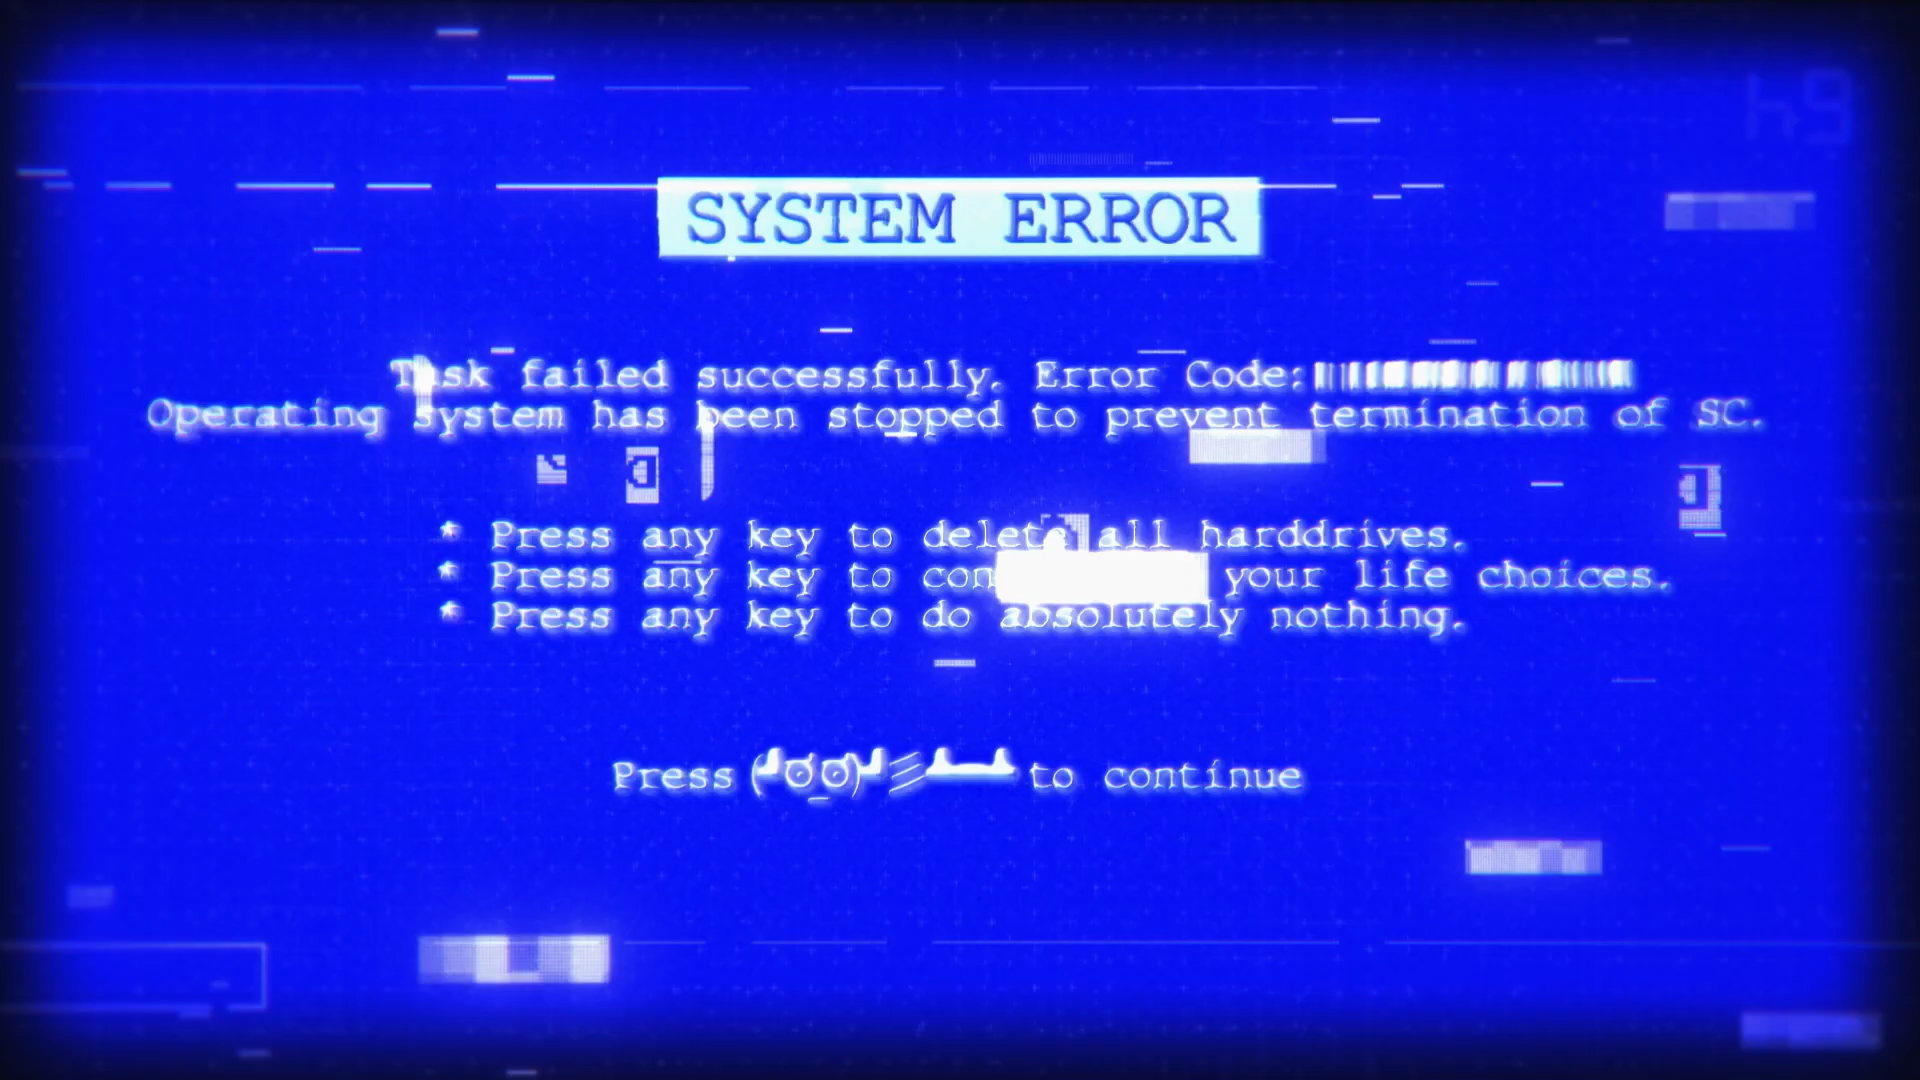 SYSTEM ERROR
Task failed successfully. Error Code:
Operating system has been stopped to prevent termination of SC.
* Press any key to delete all harddrives.
* Press any key to your life choices.
* Press any key to do absolutely nothing.
Press to continue